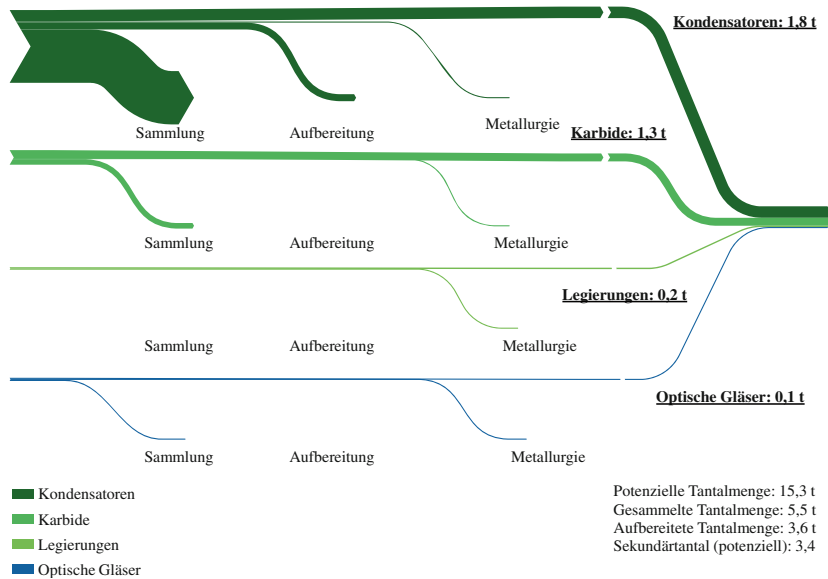 Kondensatoren: 1,8 t
Sammlung Aufbereitung Metallurgie
Karbide: 1,3 t
Sammlung Aufbereitung Metallurgie
Legierungen: 0,2 t
Sammlung Aufbereitung Metallurgie
Optische Gläser: 0,1 t
Sammlung Aufbereitung Metallurgie
Kondensatoren
Karbide
Legierungen
Optische Gläser
Potenzielle Tantalmenge: 15,3 t
Gesammelte Tantalmenge: 5,5 t
Aufbereitete Tantalmenge: 3,6 t
Sekundärtantal (potenziell): 3,4